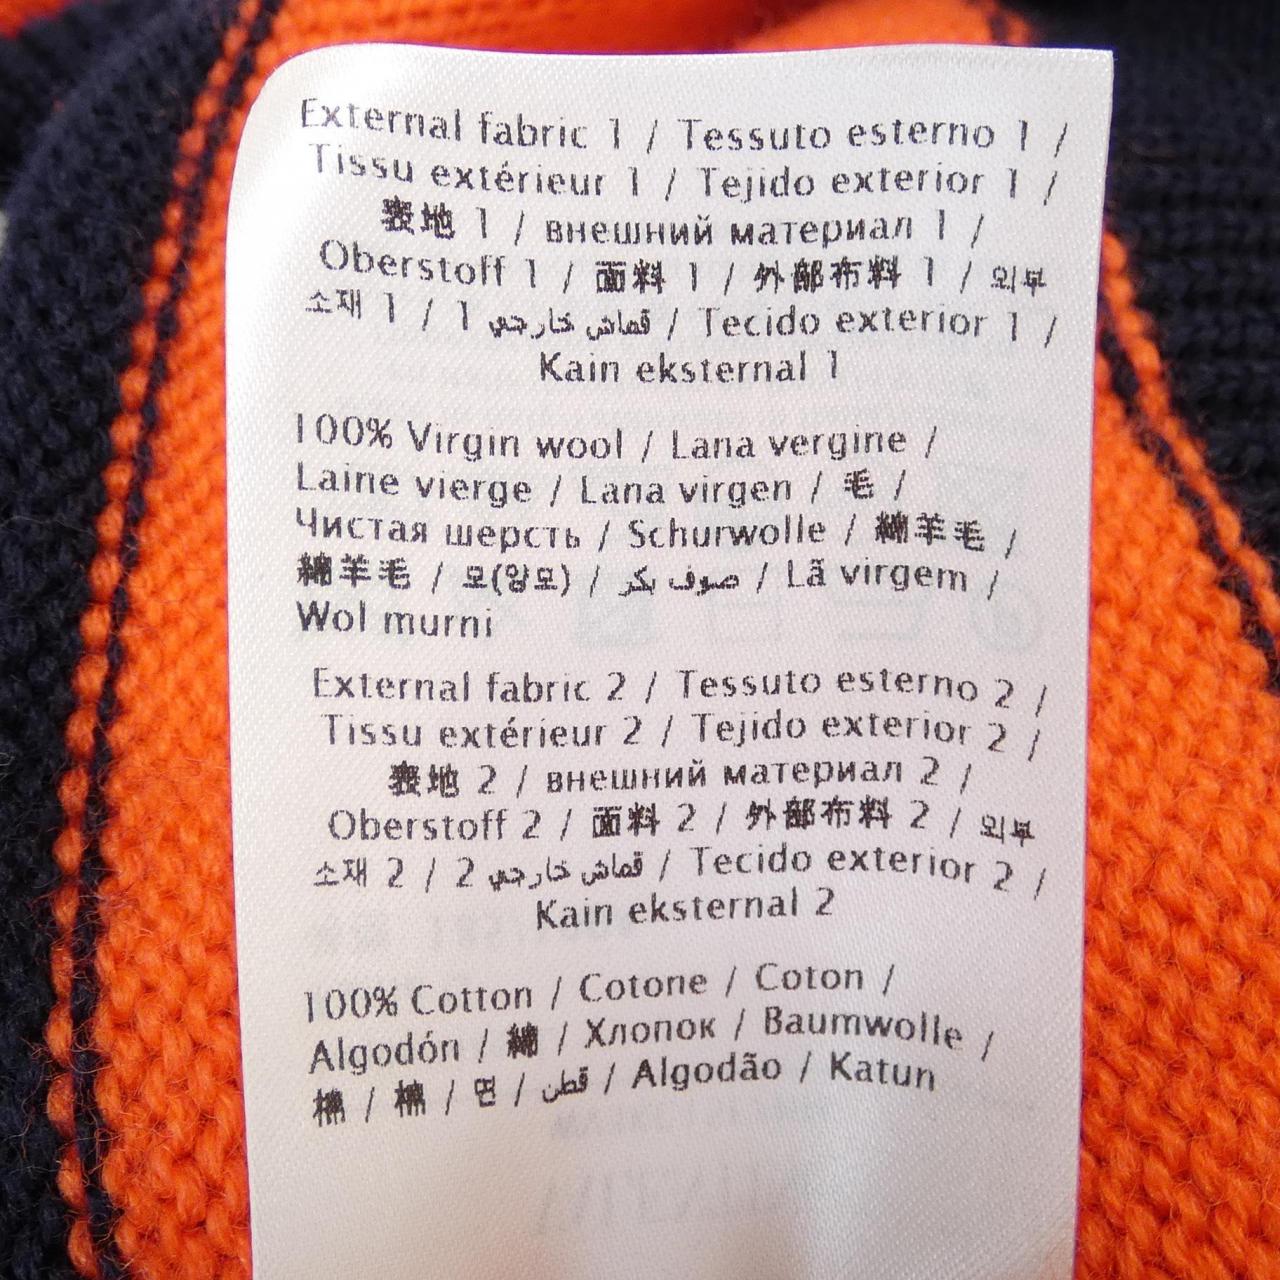 External fabric 1 / Tessuto esterno 1 /
Tissu extérieur 1 / Tejido exterior 1 /
表地 1 / внешний материал 1 /
Oberstoff 1 / 面料 1 / 外部布料 1 / 외부
소재 1 / 1 قماش خارجي / Tecido exterior 1 /
Kain eksternal 1
100% Virgin wool / Lana vergine /
Laine vierge / Lana virgen / 毛 /
Чистая шерсть / Schurwolle / 綿羊毛 /
綿羊毛 / 모(양모) / صوف بكر / Lã virgem /
Wol murni
External fabric 2 / Tessuto esterno 2 /
Tissu extérieur 2 / Tejido exterior 2 /
表地 2 / внешний материал 2 /
Oberstoff 2 / 面料 2 / 外部布料 2 / 외부
소재 2 / 2 قماش خارجي / Tecido exterior 2 /
Kain eksternal 2
100% Cotton / Cotone / Coton /
Algodón / 綿 / Хлопок / Baumwolle /
棉 / 棉 / 면 / قطن / Algodão / Katun